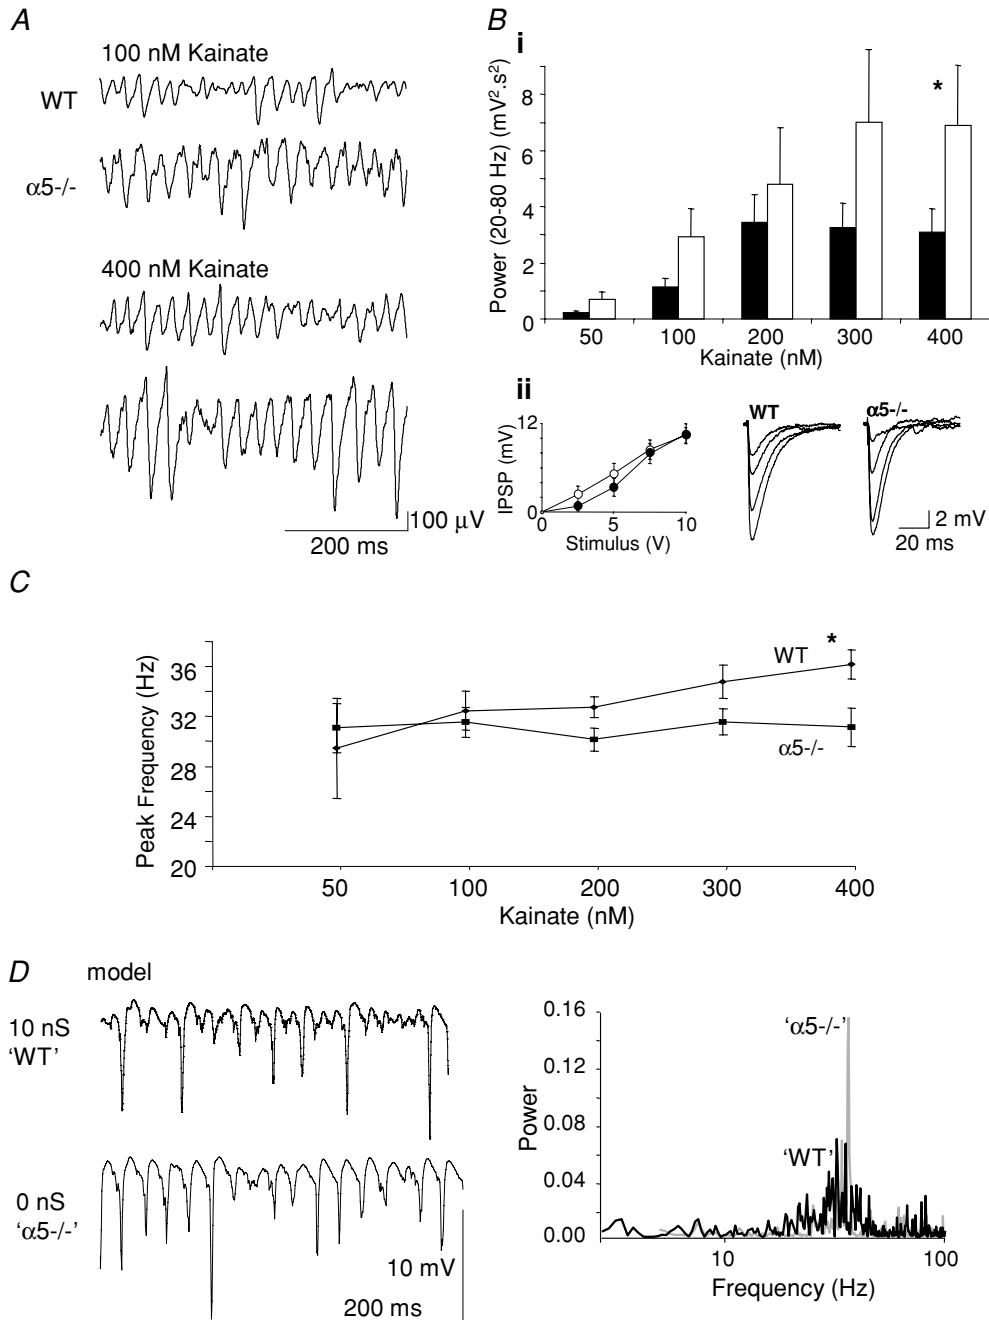 A
100 nM Kainate
WT
α5-/-
400 nM Kainate
100 μV
200 ms
B
i
Power (20-80 Hz) (mV².s²)
8
6
4
2
0
*
50 100 200 300 400
Kainate (nM)
ii
IPSP (mV)
12
0
0 5 10
Stimulus (V)
WT
α5-/-
2 mV
20 ms
C
Peak Frequency (Hz)
36
32
28
24
20
WT
*
α5-/-
50 100 200 300 400
Kainate (nM)
D
model
10 nS
'WT'
0 nS
'α5-/-'
10 mV
200 ms
Power
0.16
0.12
0.08
0.04
0.00
'α5-/-'
'WT'
10 100
Frequency (Hz)